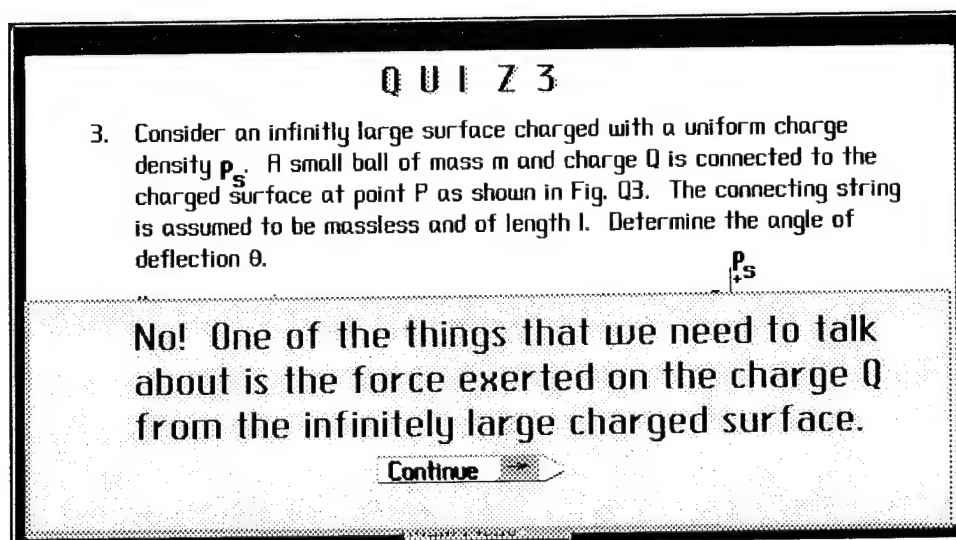 QUIZ 3
3. Consider an infinitly large surface charged with a uniform charge
density ρs. A small ball of mass m and charge Q is connected to the
charged surface at point P as shown in Fig. Q3. The connecting string
is assumed to be massless and of length l. Determine the angle of
deflection θ.
ρs
+
No! One of the things that we need to talk
about is the force exerted on the charge Q
from the infinitely large charged surface.
Continue →